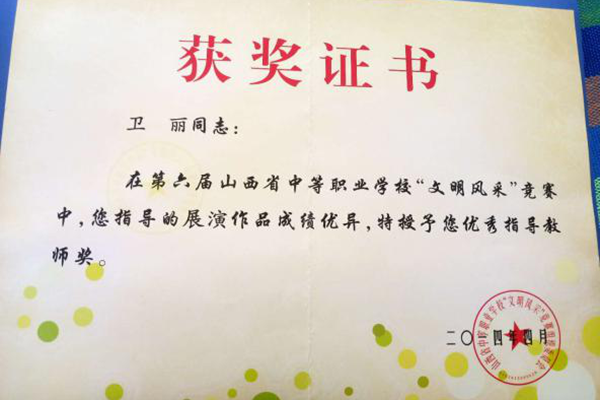 获奖证书
卫 丽同志：
在第六届山西省中等职业学校“文明风采”竞赛
中，您指导的展演作品成绩优异，特授予您优秀指导教
师奖。
二〇一四年四月